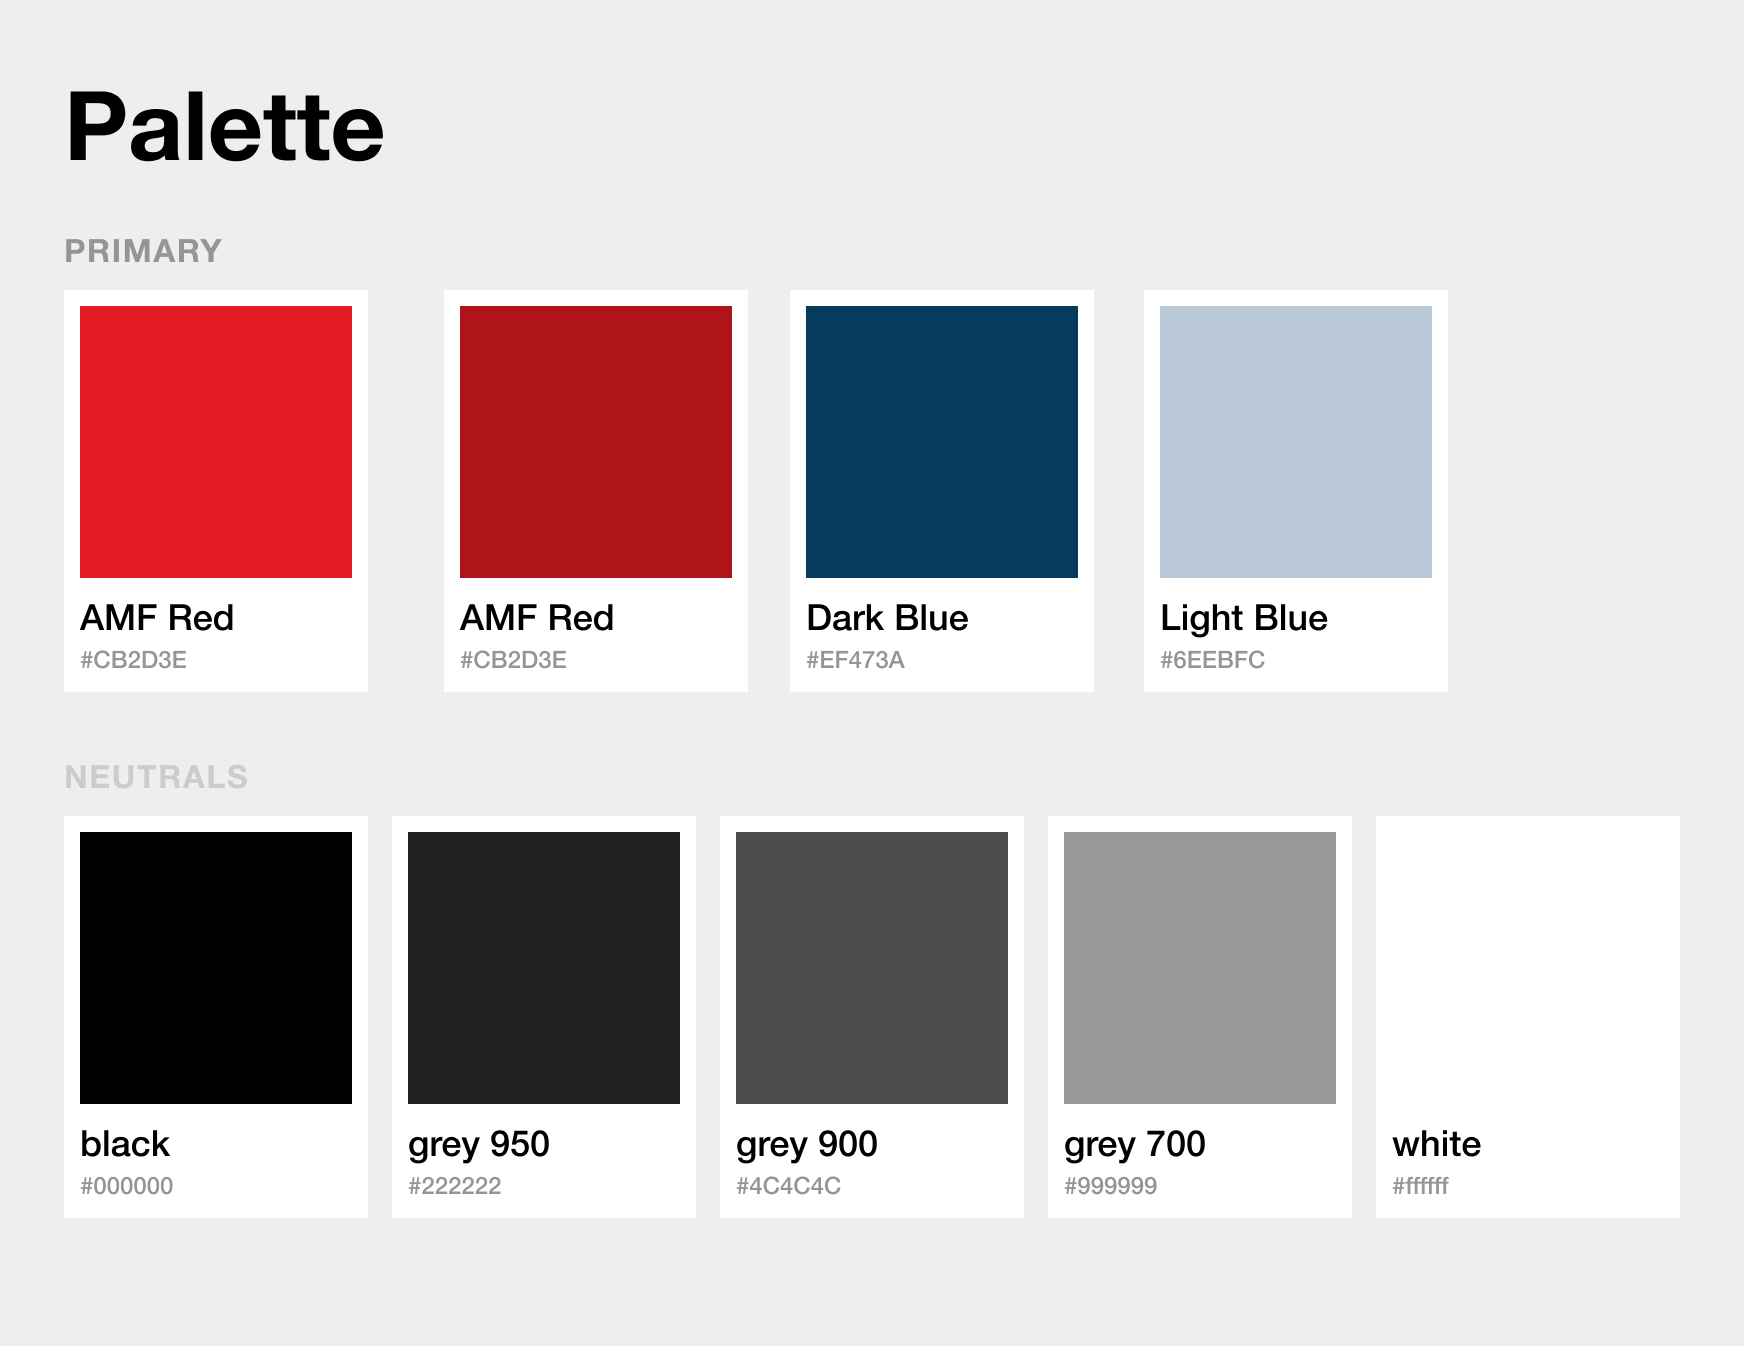 Palette
PRIMARY
AMF Red
#CB2D3E
AMF Red
#CB2D3E
Dark Blue
#EF473A
Light Blue
#6EEBFC
NEUTRALS
black
#000000
grey 950
#222222
grey 900
#4C4C4C
grey 700
#999999
white
#ffffff